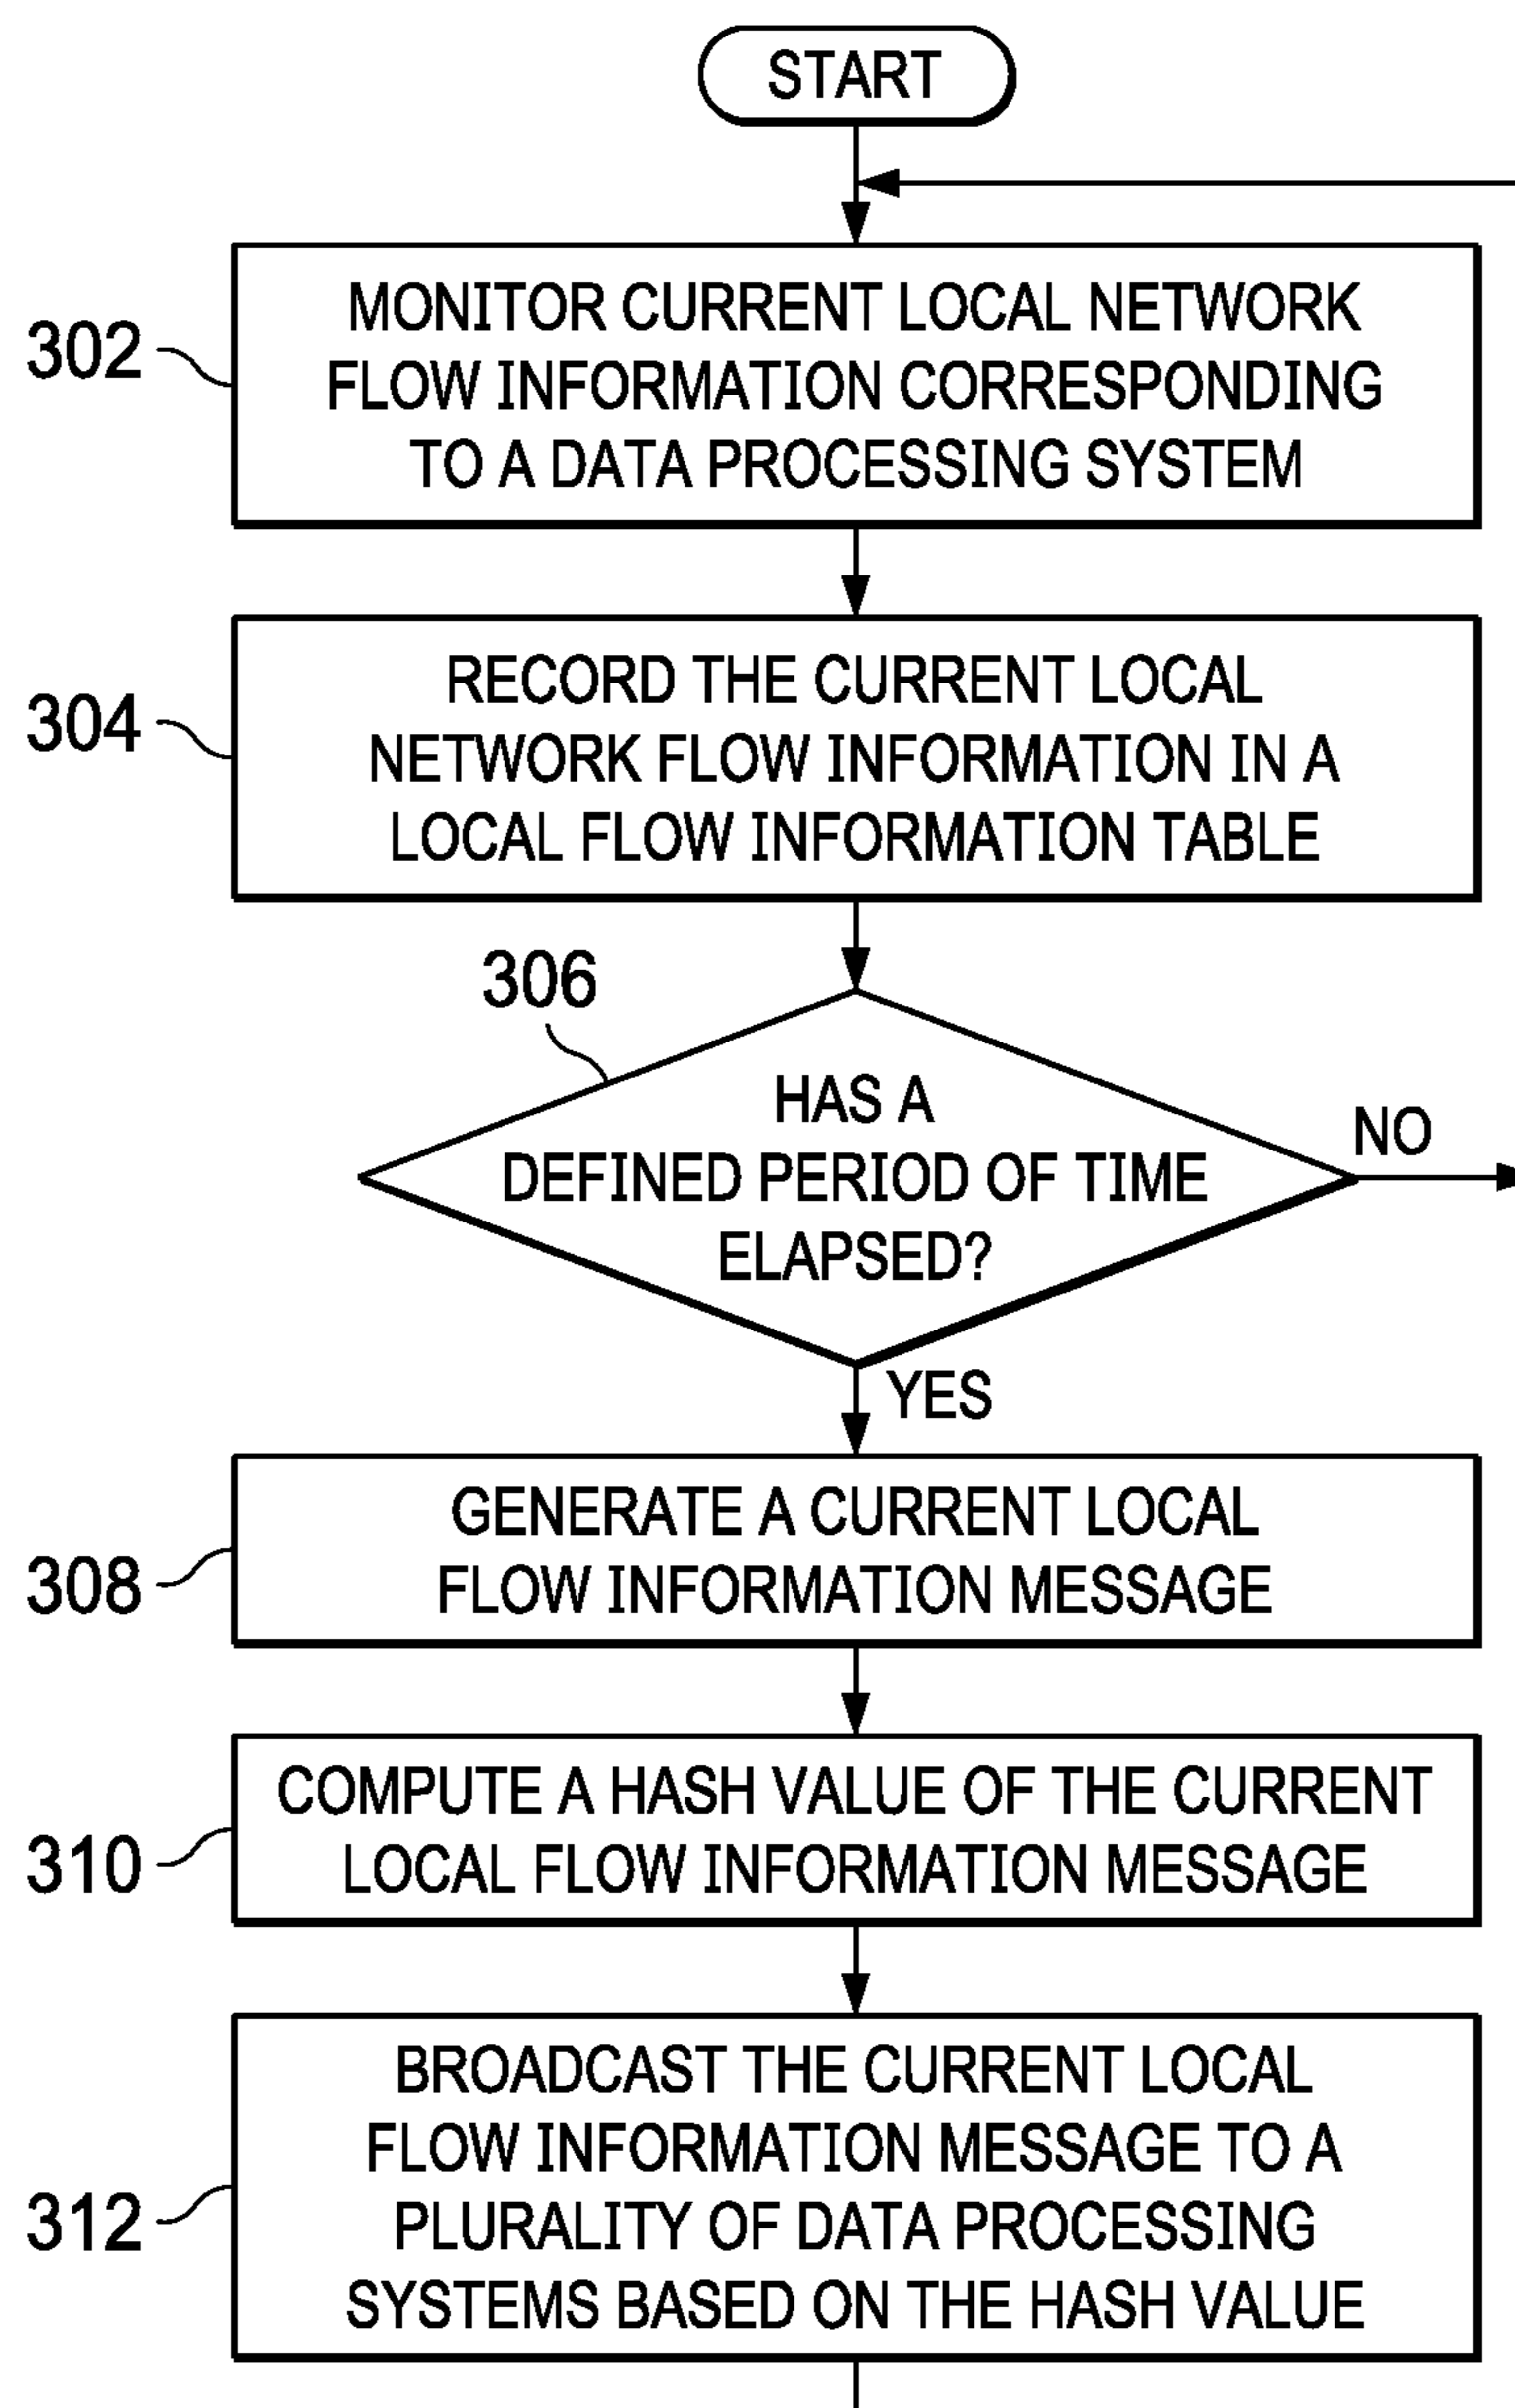 START
302
MONITOR CURRENT LOCAL NETWORK
FLOW INFORMATION CORRESPONDING
TO A DATA PROCESSING SYSTEM
304
RECORD THE CURRENT LOCAL
NETWORK FLOW INFORMATION IN A
LOCAL FLOW INFORMATION TABLE
306
HAS A
DEFINED PERIOD OF TIME
ELAPSED?
NO
YES
308
GENERATE A CURRENT LOCAL
FLOW INFORMATION MESSAGE
310
COMPUTE A HASH VALUE OF THE CURRENT
LOCAL FLOW INFORMATION MESSAGE
312
BROADCAST THE CURRENT LOCAL
FLOW INFORMATION MESSAGE TO A
PLURALITY OF DATA PROCESSING
SYSTEMS BASED ON THE HASH VALUE